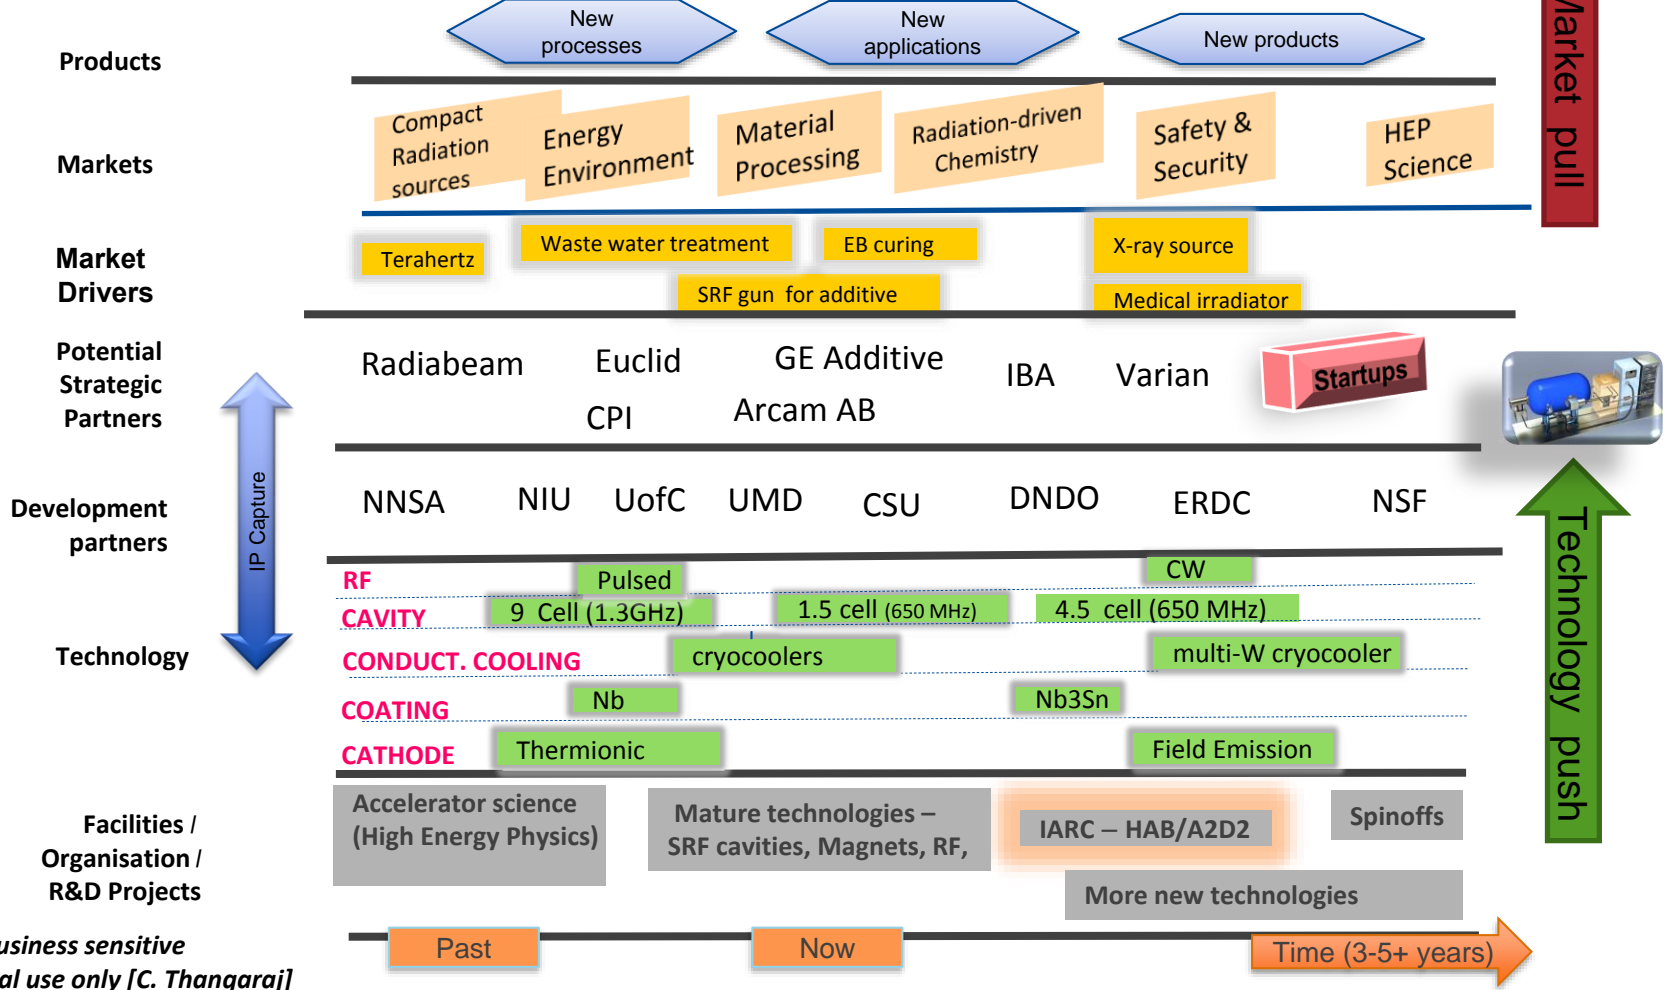 New
processes
New
applications
New products
Products
Market pull
Compact
Radiation
sources
Energy
Environment
Material
Processing
Radiation-driven
Chemistry
Safety &
Security
HEP
Science
Markets
Market
Drivers
Terahertz
Waste water treatment
EB curing
SRF gun for additive
X-ray source
Medical irradiator
Potential
Strategic
Partners
Radiabeam
Euclid
CPI
GE Additive
Arcam AB
IBA
Varian
Startups
IP Capture
Development
partners
NNSA
NIU
UofC
UMD
CSU
DNDO
ERDC
NSF
Technology push
Technology
RF
Pulsed
CW
CAVITY
9 Cell (1.3GHz)
1.5 cell (650 MHz)
4.5 cell (650 MHz)
CONDUCT. COOLING
cryocoolers
multi-W cryocooler
COATING
Nb
Nb3Sn
CATHODE
Thermionic
Field Emission
Facilities /
Organisation /
R&D Projects
Accelerator science
(High Energy Physics)
Mature technologies –
SRF cavities, Magnets, RF,
IARC – HAB/A2D2
Spinoffs
More new technologies
Past
Now
Time (3-5+ years)
usiness sensitive
al use only [C. Thangaraj]